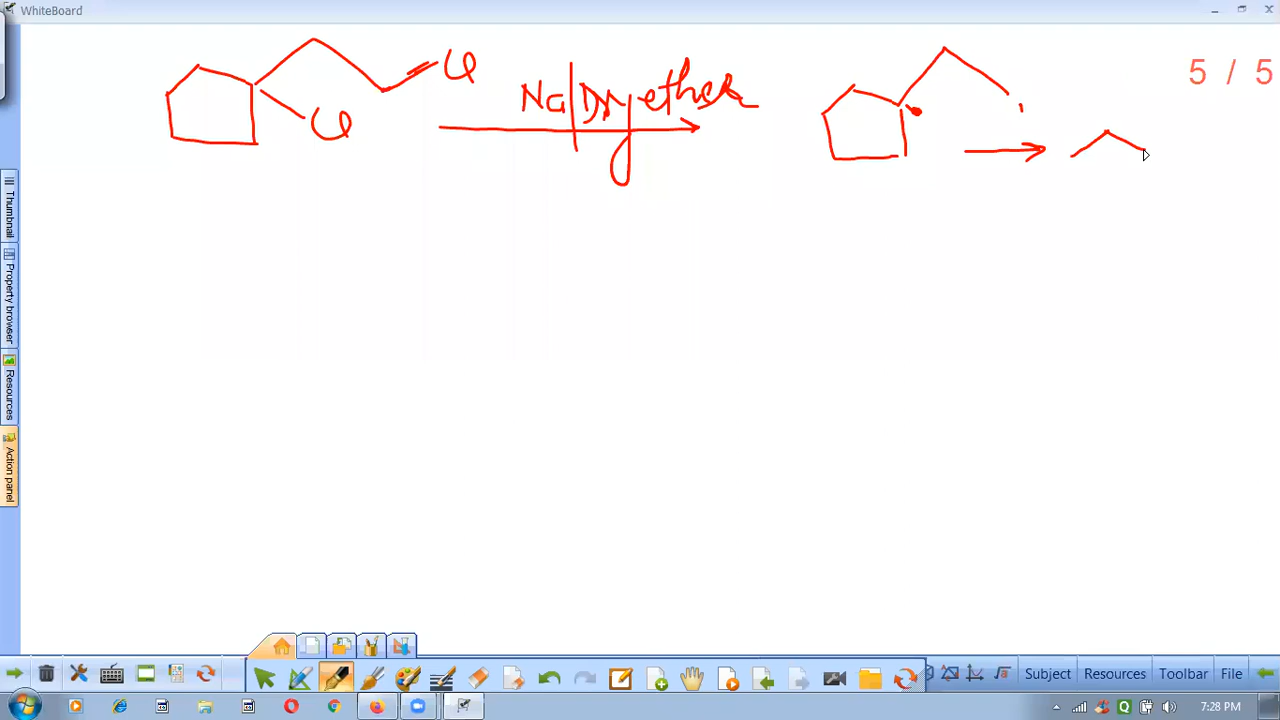 WhiteBoard
5 / 5
Cl
Cl
Na/Dry ether
Thumbnail
Property browser
Resources
Action panel
Subject
Resources
Toolbar
File
7:28 PM